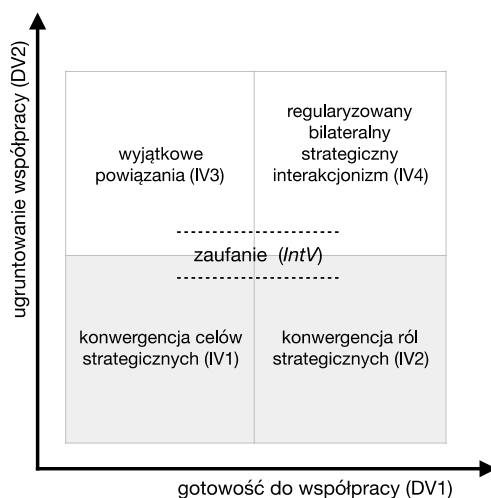 ugruntowanie współpracy (DV2)
wyjątkowe
powiązania (IV3)
regularyzowany
bilateralny
strategiczny
interakcjonizm (IV4)
zaufanie (IntV)
konwergencja celów
strategicznych (IV1)
konwergencja ról
strategicznych (IV2)
gotowość do współpracy (DV1)